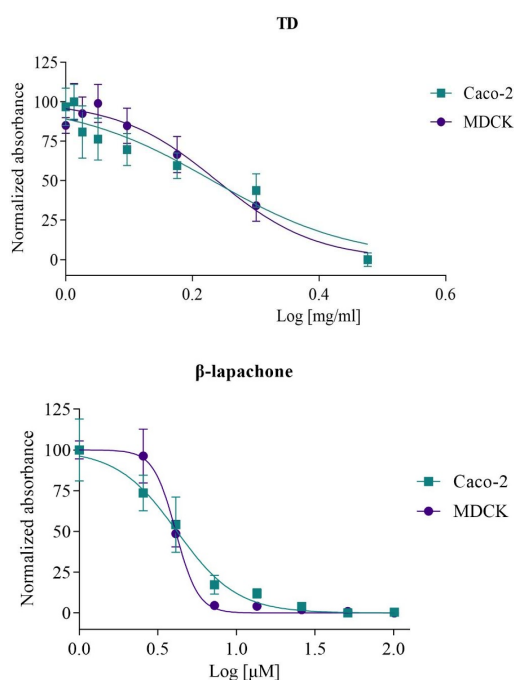 TD
Normalized absorbance
125
100
75
50
25
0
0.0
0.2
0.4
0.6
Log [mg/ml]
Caco-2
MDCK
β-lapachone
Normalized absorbance
125
100
75
50
25
0
0.0
0.5
1.0
1.5
2.0
Log [µM]
Caco-2
MDCK